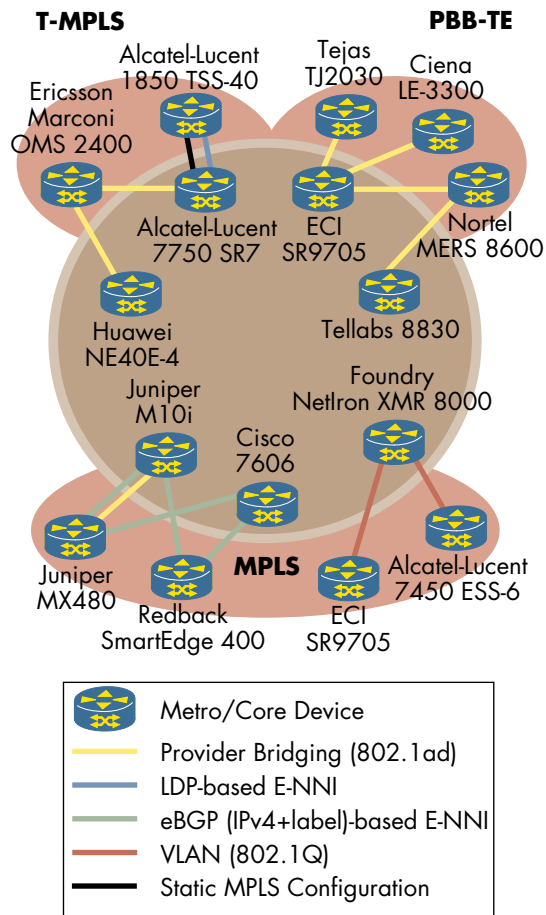 T-MPLS
PBB-TE
Alcatel-Lucent
1850 TSS-40
Tejas
TJ2030
Ciena
LE-3300
Ericsson
Marconi
OMS 2400
Alcatel-Lucent
7750 SR7
ECI
SR9705
Nortel
MERS 8600
Huawei
NE40E-4
Tellabs 8830
Juniper
M10i
Foundry
NetIron XMR 8000
Cisco
7606
Juniper
MX480
MPLS
Redback
SmartEdge 400
ECI
SR9705
Alcatel-Lucent
7450 ESS-6
Metro/Core Device
Provider Bridging (802.1ad)
LDP-based E-NNI
eBGP (IPv4+label)-based E-NNI
VLAN (802.1Q)
Static MPLS Configuration